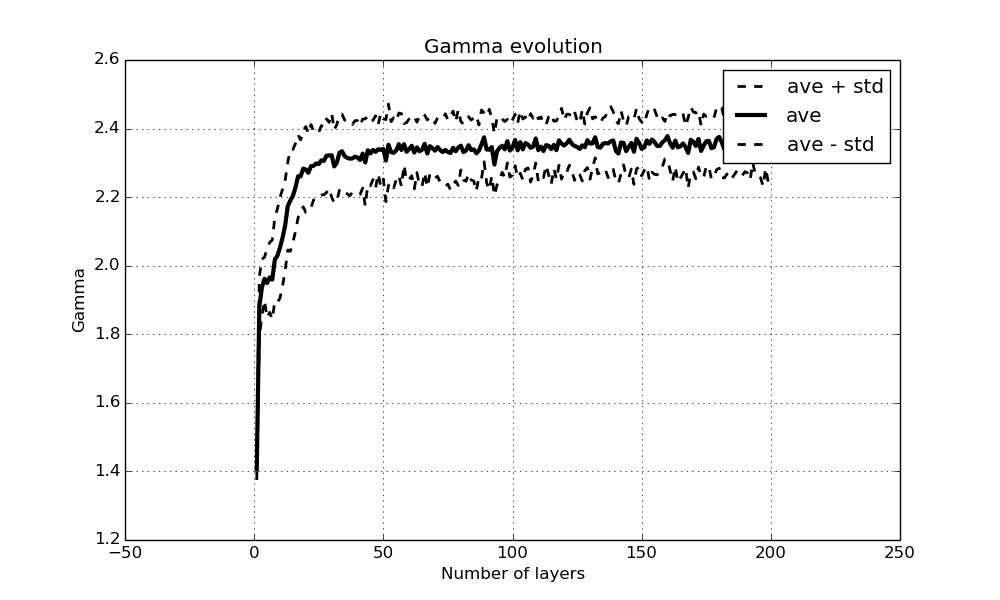 Gamma evolution
2.6
2.4
2.2
2.0
1.8
1.6
1.4
1.2
Gamma
ave + std
ave
ave - std
−50 0 50 100 150 200 250
Number of layers